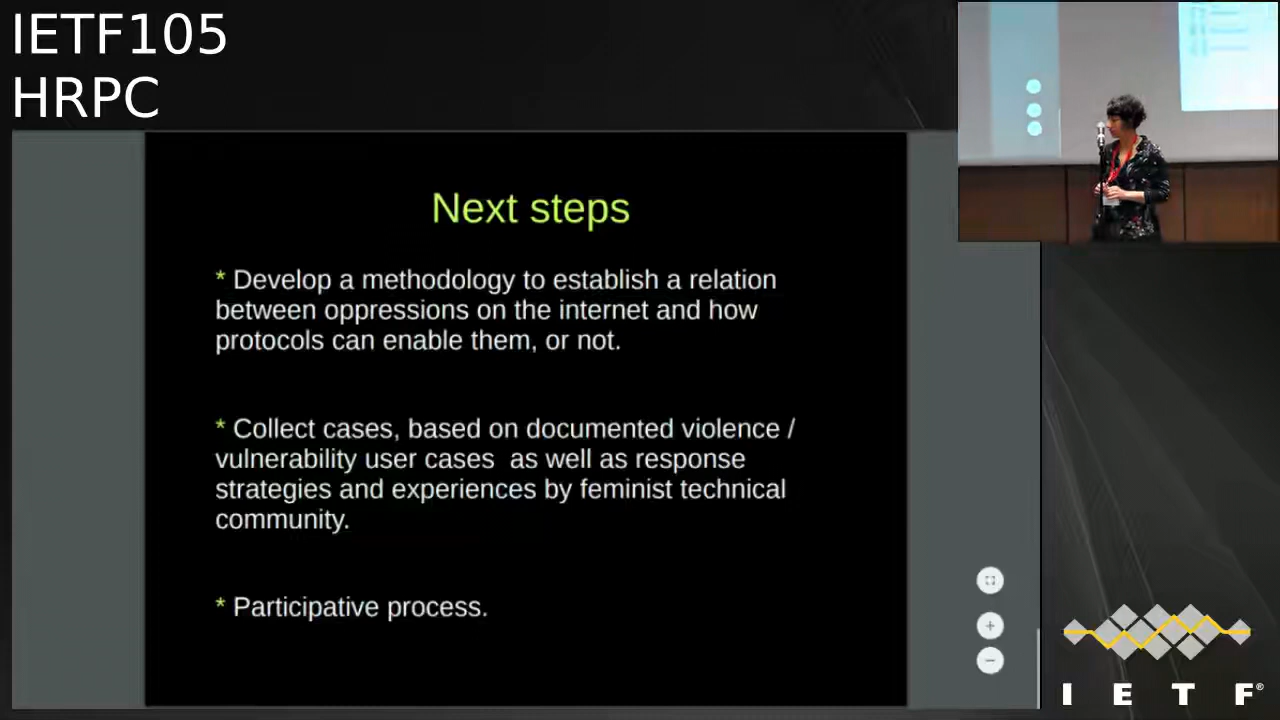 IETF105
HRPC
Next steps
* Develop a methodology to establish a relation
between oppressions on the internet and how
protocols can enable them, or not.
* Collect cases, based on documented violence /
vulnerability user cases  as well as response
strategies and experiences by feminist technical
community.
* Participative process.
I E T F®